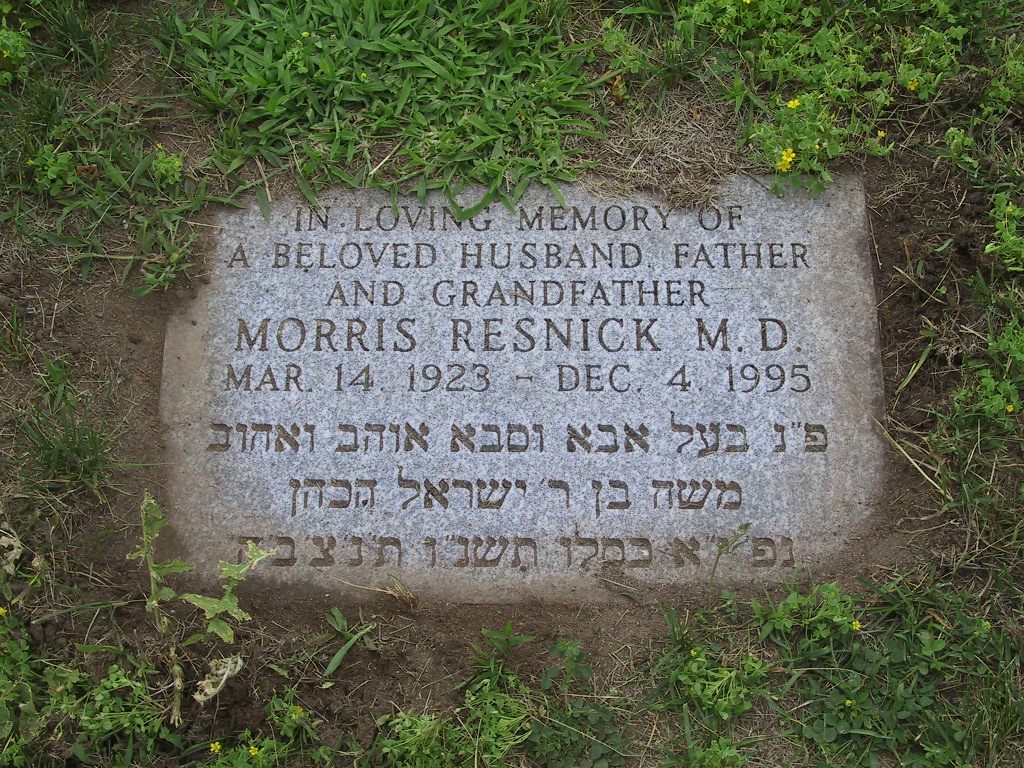 IN LOVING MEMORY OF
A BELOVED HUSBAND, FATHER
AND GRANDFATHER
MORRIS RESNICK M.D.
MAR. 14, 1923 - DEC. 4, 1995
פ"נ בעל אבא וסבא אוהב ואהוב
משה בן ר' ישראל הכהן
נפ' י"א כסלו תשנ"ו ת'נ'צ'ב'ה'